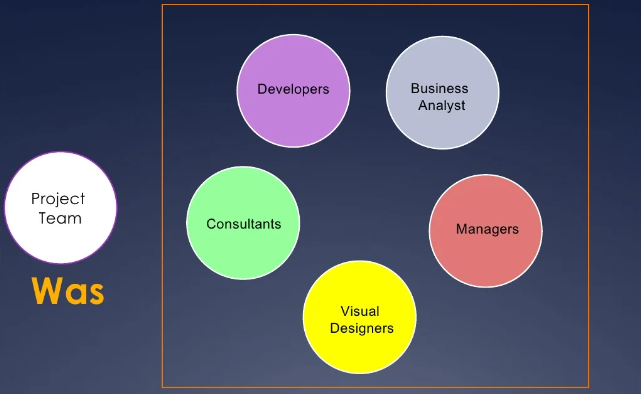 Developers
Business
Analyst
Project
Team
Was
Consultants
Managers
Visual
Designers